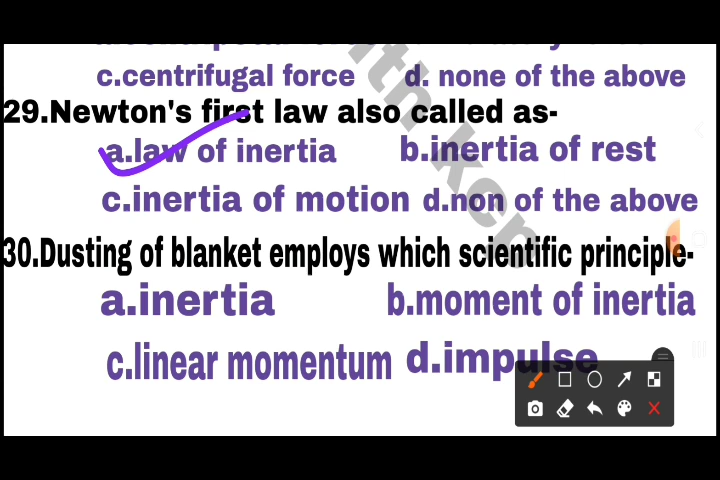 c.centrifugal force d. none of the above
29.Newton's first law also called as-
a.law of inertia b.inertia of rest
c.inertia of motion d.non of the above
30.Dusting of blanket employs which scientific principle-
a.inertia b.moment of inertia
c.linear momentum d.impulse